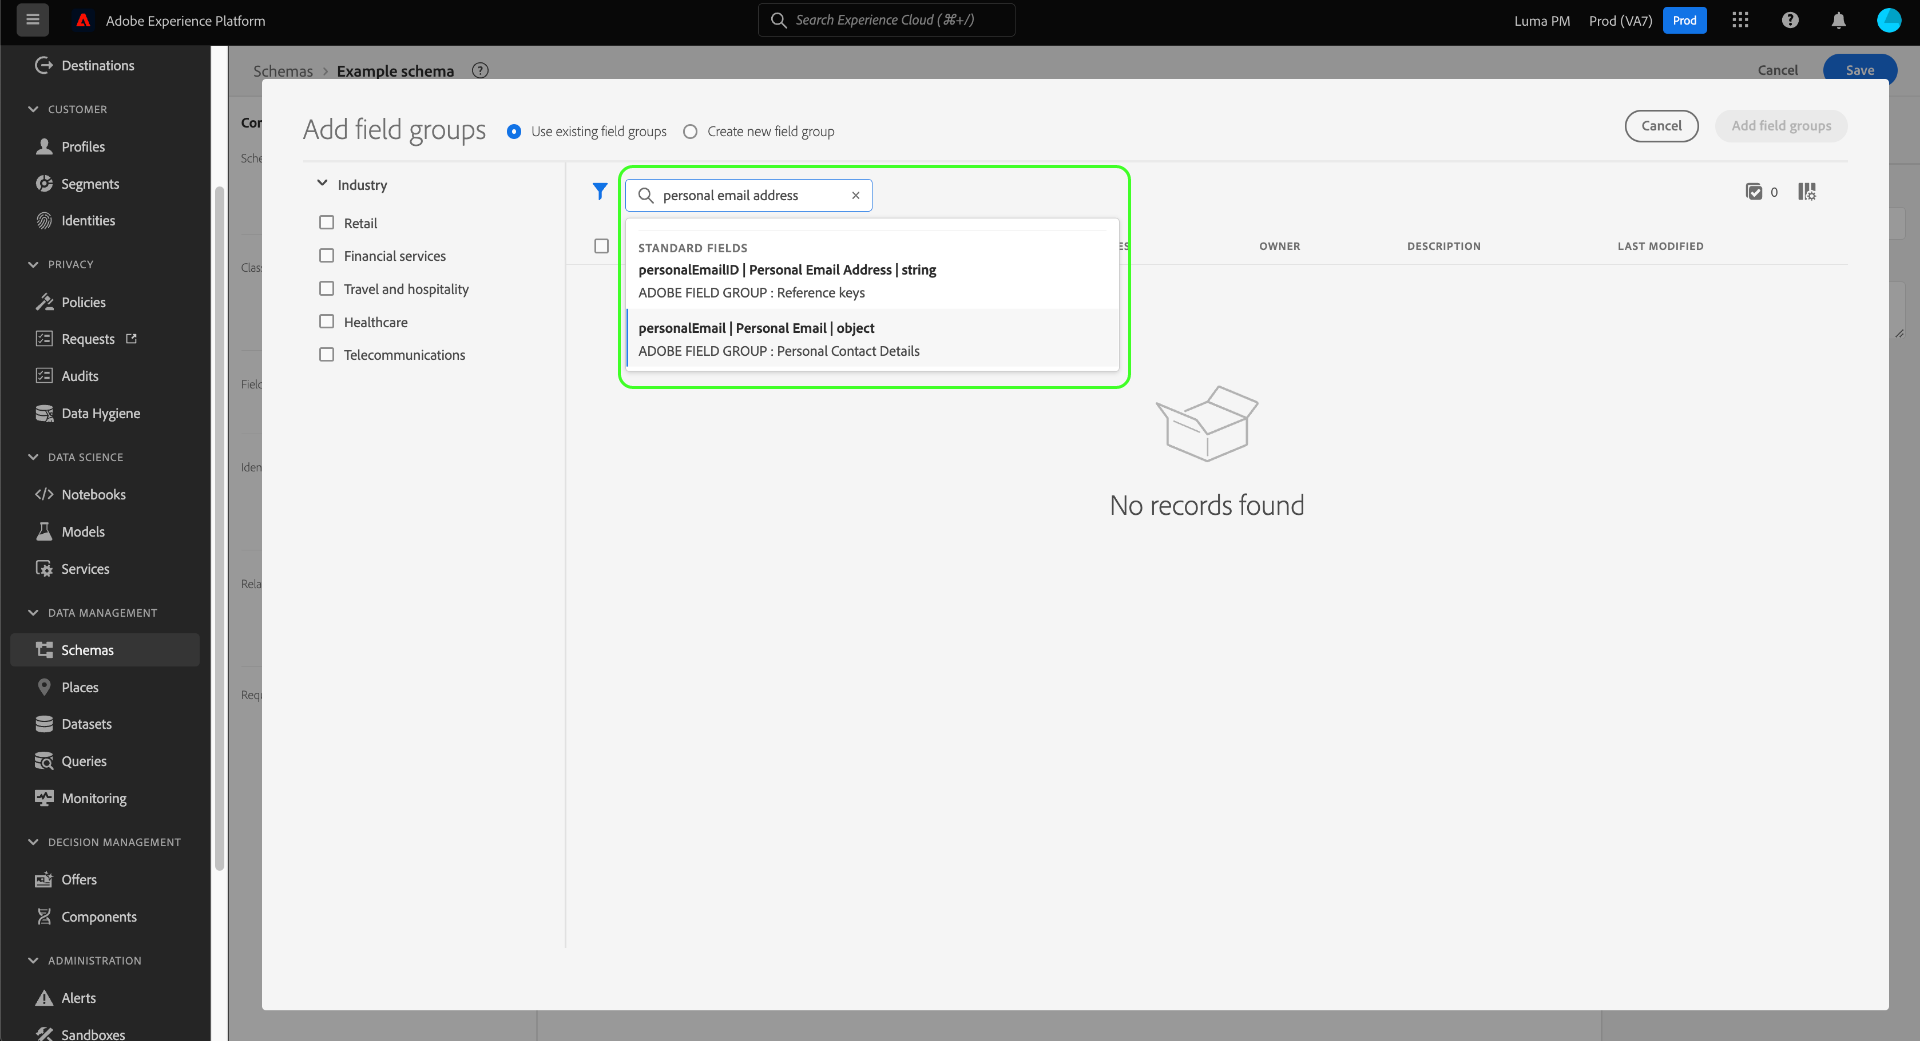 Adobe Experience Platform
Search Experience Cloud (⌘+/)
Luma PM
Prod (VA7)
Prod
Destinations
CUSTOMER
Profiles
Segments
Identities
PRIVACY
Policies
Requests
Audits
Data Hygiene
DATA SCIENCE
Notebooks
Models
Services
DATA MANAGEMENT
Schemas
Places
Datasets
Queries
Monitoring
DECISION MANAGEMENT
Offers
Components
ADMINISTRATION
Alerts
Sandboxes
Schemas > Example schema
Cancel
Save
Add field groups
Use existing field groups
Create new field group
Cancel
Add field groups
Industry
Retail
Financial services
Travel and hospitality
Healthcare
Telecommunications
personal email address
0
OWNER
DESCRIPTION
LAST MODIFIED
STANDARD FIELDS
personalEmailID | Personal Email Address | string
ADOBE FIELD GROUP : Reference keys
personalEmail | Personal Email | object
ADOBE FIELD GROUP : Personal Contact Details
No records found